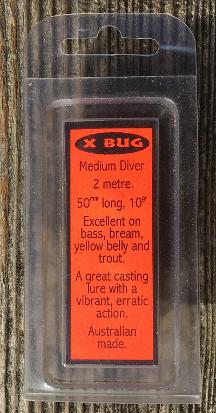 X BUG
Medium Diver
2 metre.
50mm long, 10gr
Excellent on
bass, bream,
yellow belly and
trout.
A great casting
lure with a
vibrant, erratic
action.
Australian
made.